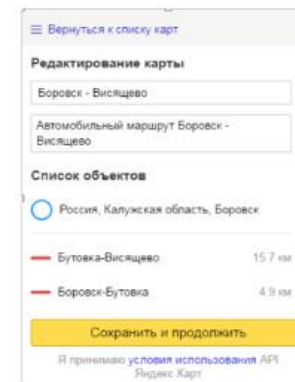 Вернуться к списку карт
Редактирование карты
Боровск - Висящево
Автомобильный маршрут Боровск -
Висящево
Список объектов
Россия, Калужская область, Боровск
Бутовка-Висящево 15.7 км
Боровск-Бутовка 4.9 км
Сохранить и продолжить
Я принимаю условия использования API
Яндекс.Карт